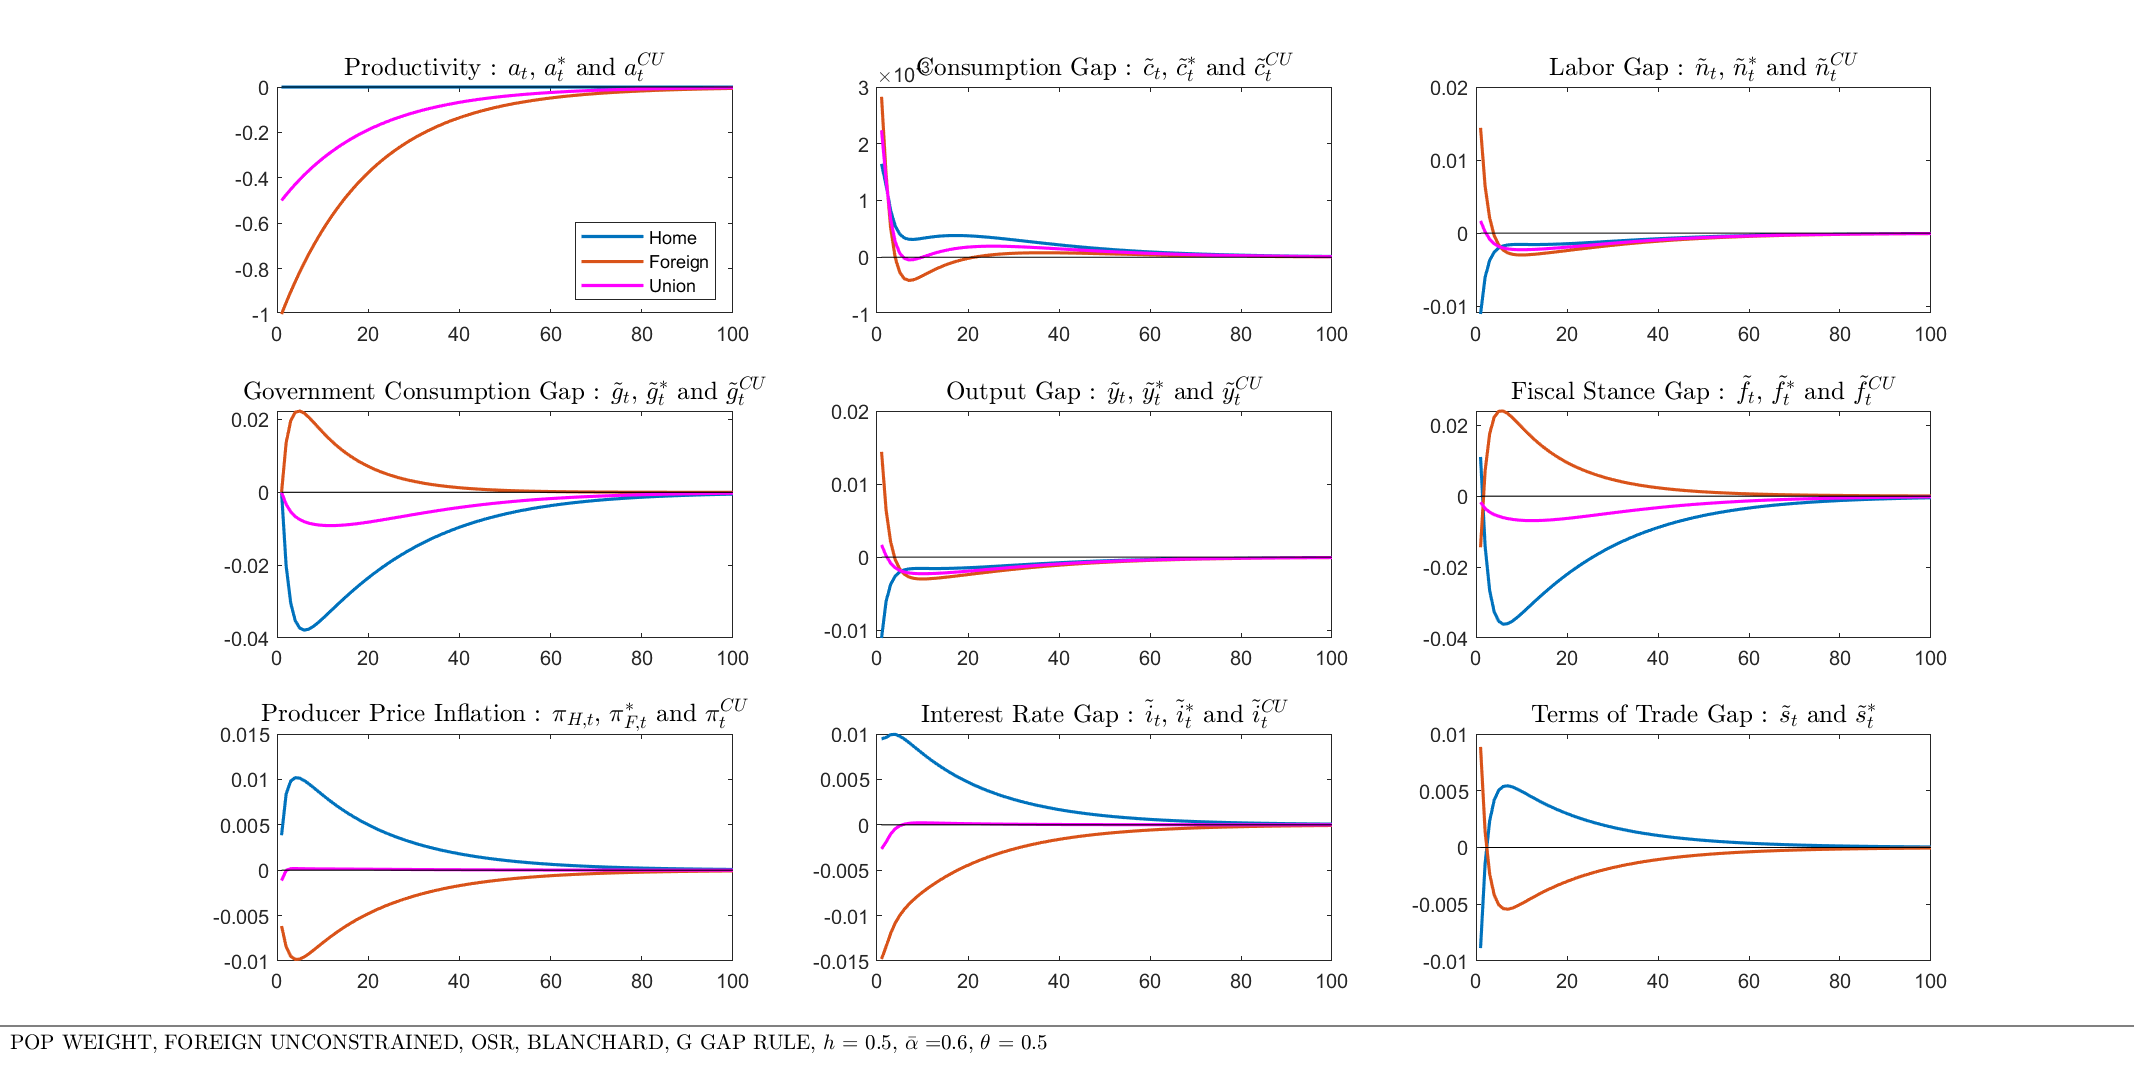 Productivity : a_t, a_t^* and a_t^{CU}
0
-0.2
-0.4
-0.6
-0.8
-1
0 20 40 60 80 100
Home
Foreign
Union
Consumption Gap : c̃_t, c̃_t^* and c̃_t^{CU}
3
2
1
0
-1
0 20 40 60 80 100
Labor Gap : ñ_t, ñ_t^* and ñ_t^{CU}
0.02
0.01
0
-0.01
0 20 40 60 80 100
Government Consumption Gap : g̃_t, g̃_t^* and g̃_t^{CU}
0.02
0
-0.02
-0.04
0 20 40 60 80 100
Output Gap : ỹ_t, ỹ_t^* and ỹ_t^{CU}
0.02
0.01
0
-0.01
0 20 40 60 80 100
Fiscal Stance Gap : f̃_t, f̃_t^* and f̃_t^{CU}
0.02
0
-0.02
-0.04
0 20 40 60 80 100
Producer Price Inflation : π_{H,t}, π_{F,t}^* and π_t^{CU}
0.015
0.01
0.005
0
-0.005
-0.01
0 20 40 60 80 100
Interest Rate Gap : ĩ_t, ĩ_t^* and ĩ_t^{CU}
0.01
0.005
0
-0.005
-0.01
-0.015
0 20 40 60 80 100
Terms of Trade Gap : s̃_t and s̃_t^*
0.01
0.005
0
-0.005
-0.01
0 20 40 60 80 100
POP WEIGHT, FOREIGN UNCONSTRAINED, OSR, BLANCHARD, G GAP RULE, h = 0.5, ᾱ =0.6, θ = 0.5